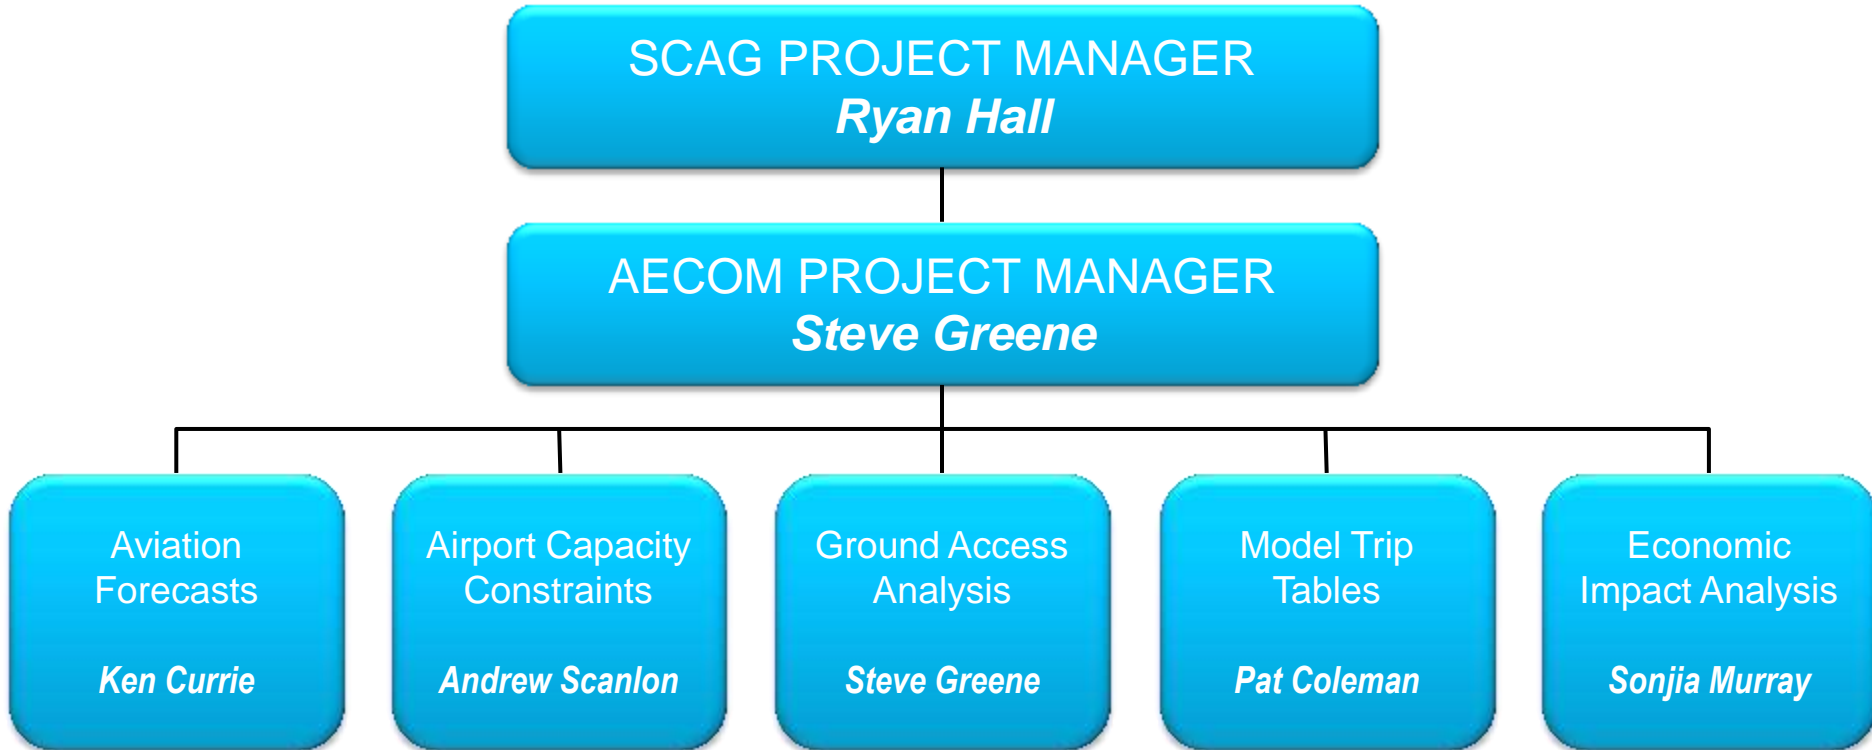 SCAG PROJECT MANAGER
Ryan Hall
AECOM PROJECT MANAGER
Steve Greene
Aviation
Forecasts
Ken Currie
Airport Capacity
Constraints
Andrew Scanlon
Ground Access
Analysis
Steve Greene
Model Trip
Tables
Pat Coleman
Economic
Impact Analysis
Sonjia Murray